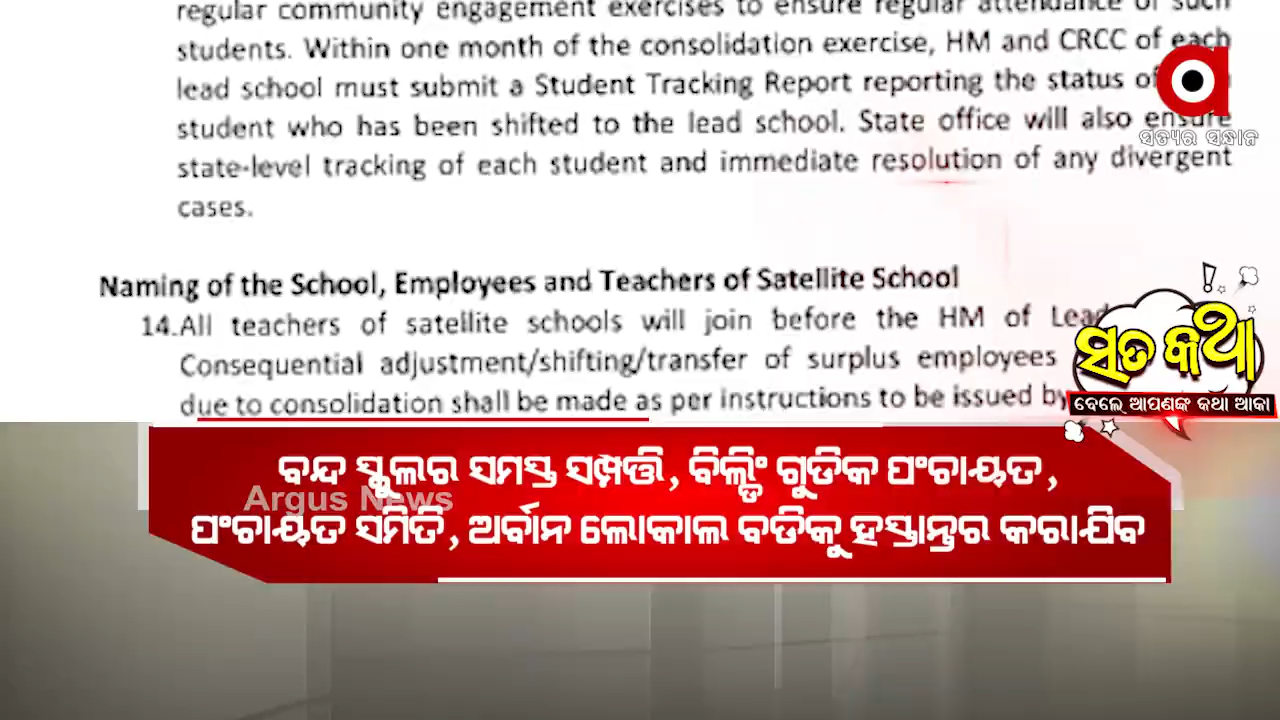 regular community engagement exercises to ensure regular attendance of such
students. Within one month of the consolidation exercise, HM and CRCC of each
lead school must submit a Student Tracking Report reporting the status of
student who has been shifted to the lead school. State office will also ensure
state-level tracking of each student and immediate resolution of any divergent
cases.
ସତ୍ୟର ସନ୍ଧାନ
Naming of the School, Employees and Teachers of Satellite School
14.All teachers of satellite schools will join before the HM of Lead
Consequential adjustment/shifting/transfer of surplus employees
due to consolidation shall be made as per instructions to be issued by
ସତ କଥା
ବେଲେ ଆପଣଙ୍କ କଥା ଆକା
ବନ୍ଦ ସ୍କୁଲର ସମସ୍ତ ସମ୍ପତ୍ତି, ବିଲ୍ଡିଂ ଗୁଡିକ ପଂଚାୟତ,
Argus News
ପଂଚାୟତ ସମିତି, ଅର୍ବାନ ଲୋକାଲ ବଡିକୁ ହସ୍ତାନ୍ତର କରାଯିବ